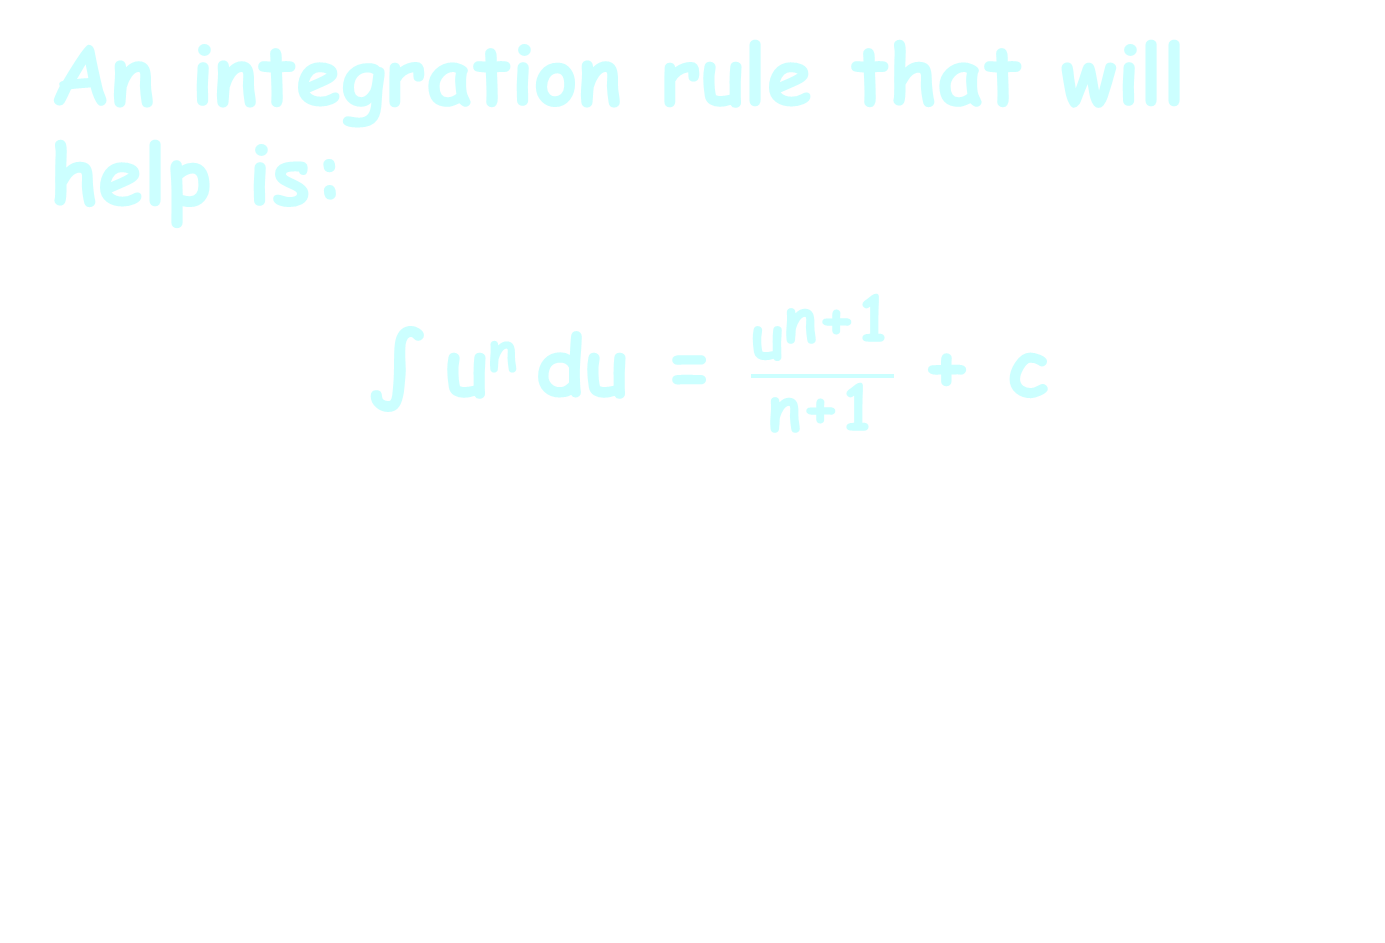 An integration rule that will
help is:
∫ uⁿ du = uⁿ⁺¹/n+1 + c